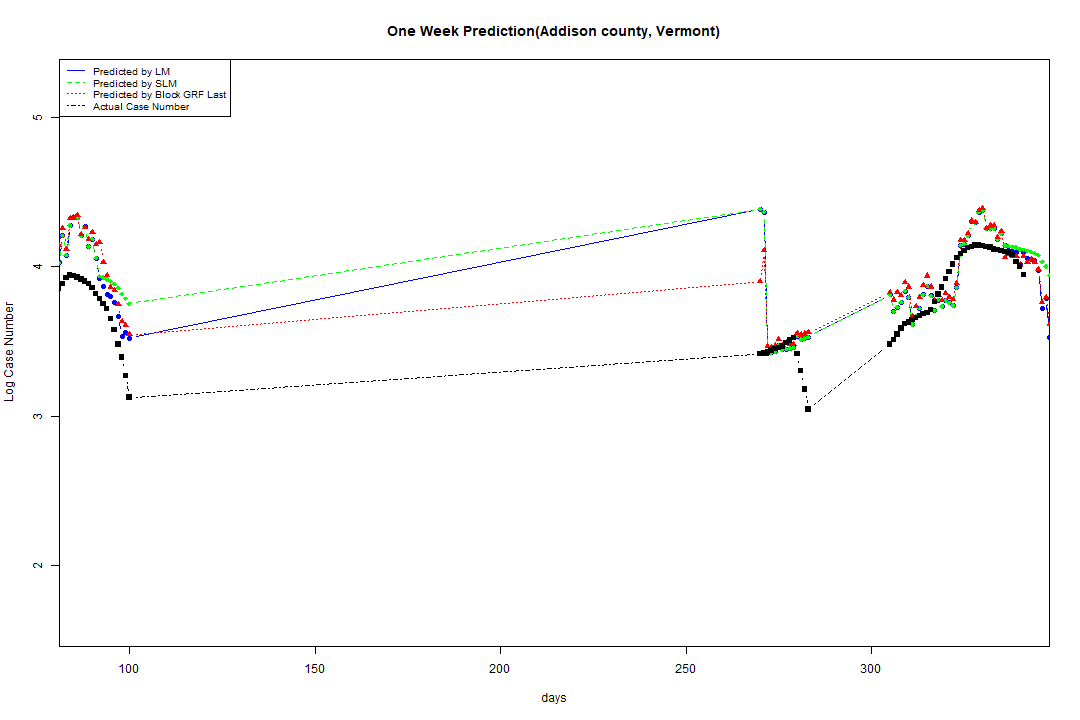 One Week Prediction(Addison county, Vermont)
Predicted by LM
Predicted by SLM
Predicted by Block GRF Last
Actual Case Number
5
4
3
2
Log Case Number
100 150 200 250 300
days